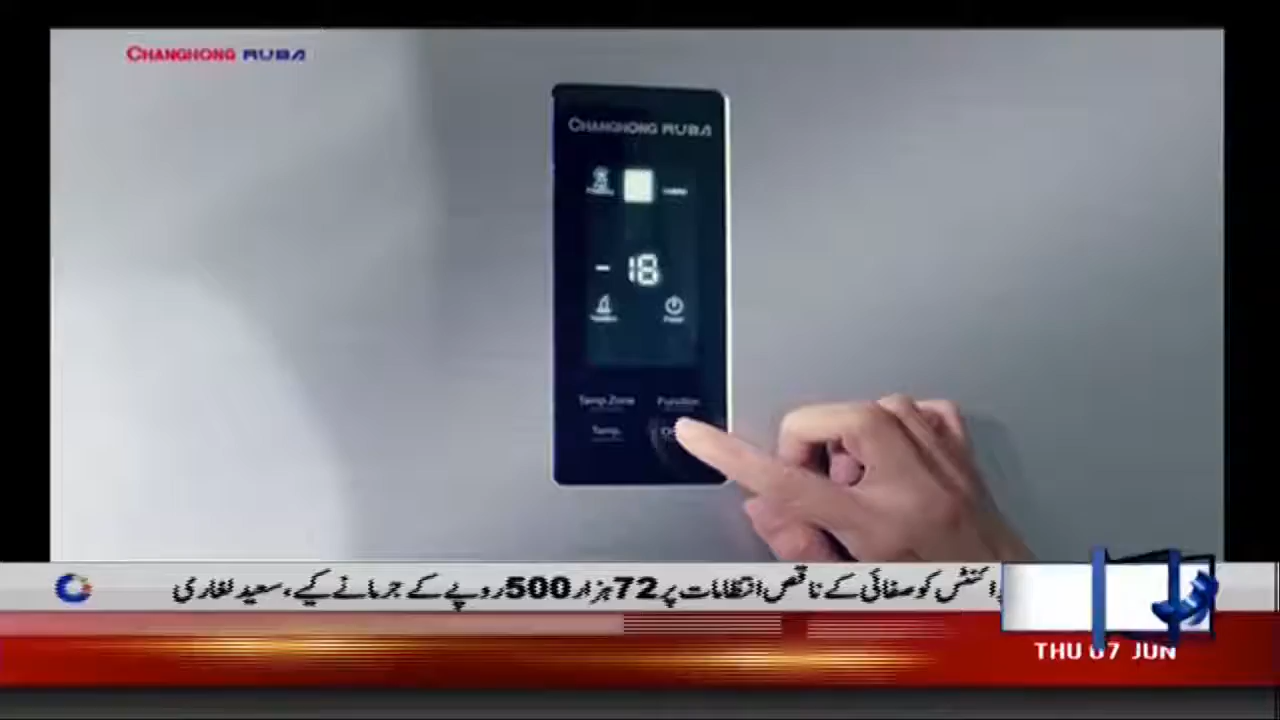 CHANGHONG RUBA
CHANGHONG RUBA
- 18
Power
Temp.Zone Function
Temp.
کو صفائی کے ناقص انتظامات پر 72 ہزار 500 روپے کے جرمانے کیے، سعید لغاری
THU 07 JUN